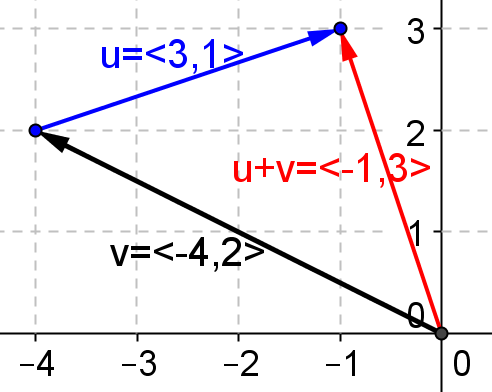 3
u=<3,1>
2
u+v=<-1,3>
1
v=<-4,2>
0
−4 −3 −2 −1 0